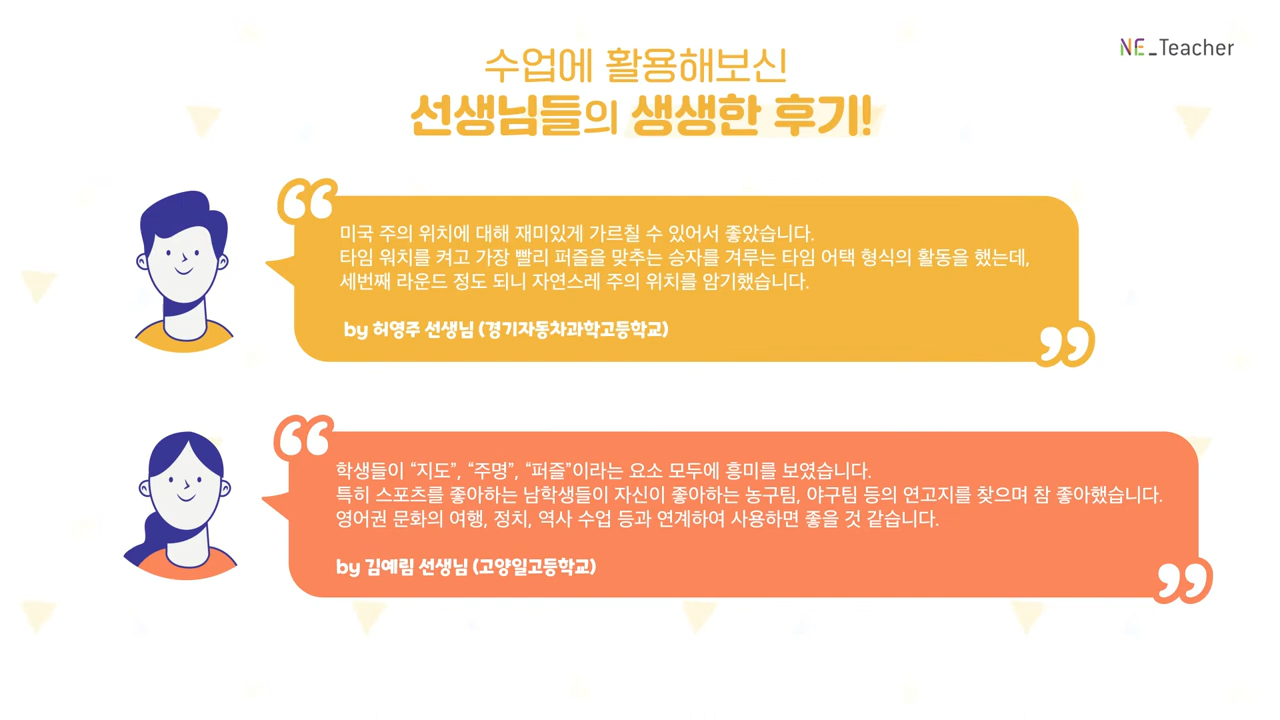 NE_Teacher
수업에 활용해보신
선생님들의 생생한 후기!
미국 주의 위치에 대해 재미있게 가르칠 수 있어서 좋았습니다.
타임 워치를 켜고 가장 빨리 퍼즐을 맞추는 승자를 겨루는 타임 어택 형식의 활동을 했는데,
세번째 라운드 정도 되니 자연스레 주의 위치를 암기했습니다.
by 허영주 선생님 (경기자동차과학고등학교)
학생들이 “지도”, “주명”, “퍼즐”이라는 요소 모두에 흥미를 보였습니다.
특히 스포츠를 좋아하는 남학생들이 자신이 좋아하는 농구팀, 야구팀 등의 연고지를 찾으며 참 좋아했습니다.
영어권 문화의 여행, 정치, 역사 수업 등과 연계하여 사용하면 좋을 것 같습니다.
by 김예림 선생님 (고양일고등학교)